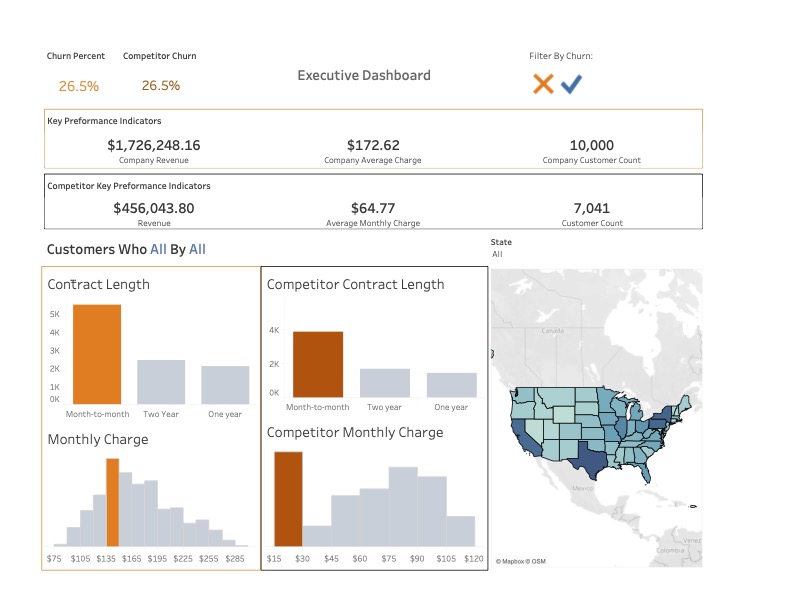 Churn Percent
Competitor Churn
Filter By Churn:
26.5%
26.5%
Executive Dashboard
Key Preformance Indicators
$1,726,248.16
$172.62
10,000
Company Revenue
Company Average Charge
Company Customer Count
Competitor Key Preformance Indicators
$456,043.80
$64.77
7,041
Revenue
Average Monthly Charge
Customer Count
Customers Who All By All
State
All
Contract Length
5K
4K
3K
2K
1K
0K
Month-to-month
Two Year
One year
Competitor Contract Length
4K
2K
0K
Month-to-month
Two year
One year
Monthly Charge
$75 $105 $135 $165 $195 $225 $255 $285
Competitor Monthly Charge
$15 $30 $45 $60 $75 $90 $105 $120
Canada
Mexico
Venez
Colombia
© Mapbox © OSM